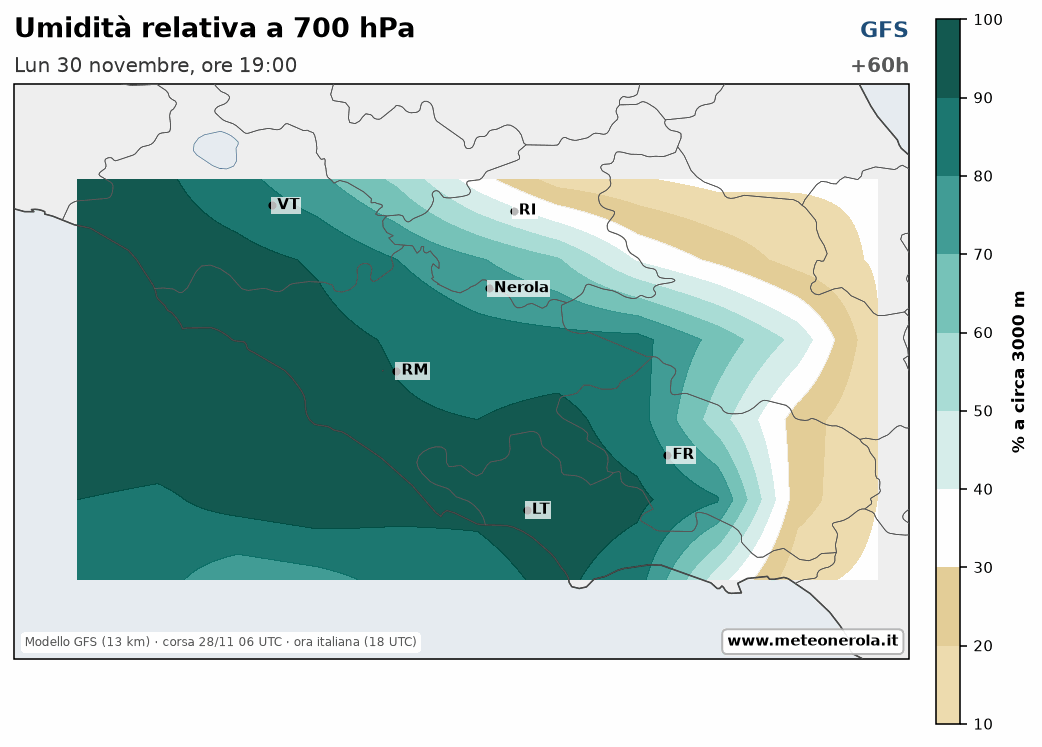 Umidità relativa a 700 hPa
GFS
Lun 30 novembre, ore 19:00
+60h
VT
RI
Nerola
RM
FR
LT
Modello GFS (13 km) · corsa 28/11 06 UTC · ora italiana (18 UTC)
www.meteonerola.it
100
90
80
70
60
50
40
30
20
10
% a circa 3000 m